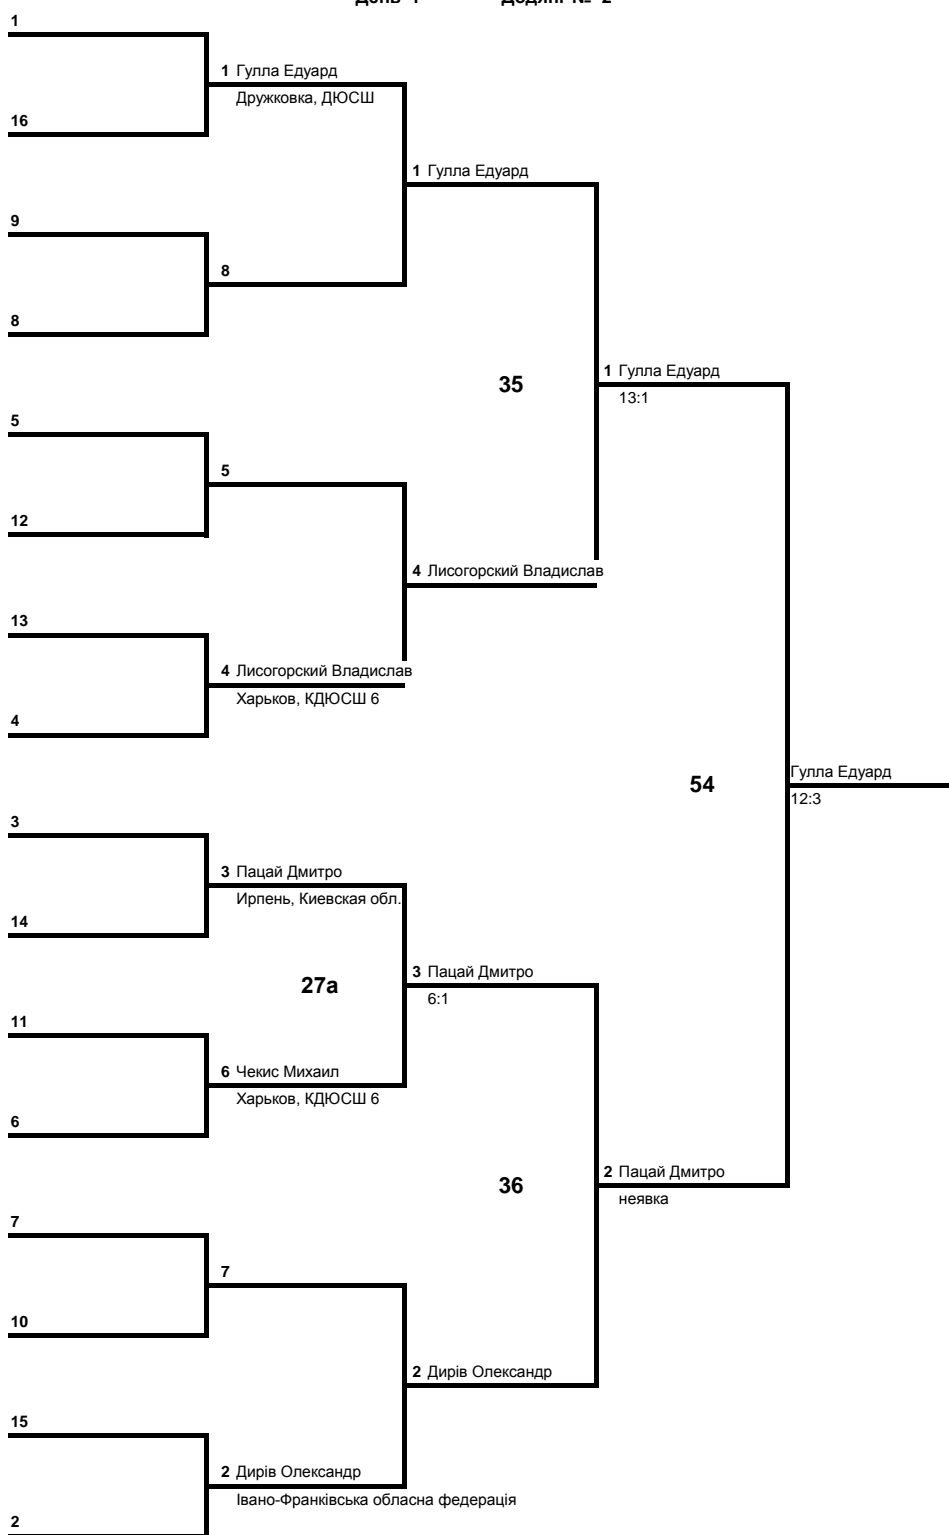 День 1 Додянг № 2
1
1 Гулла Едуард
Дружковка, ДЮСШ
16
1 Гулла Едуард
9
8
8
1 Гулла Едуард
35
13:1
5
5
12
4 Лисогорский Владислав
13
4 Лисогорский Владислав
Харьков, КДЮСШ 6
4
Гулла Едуард
54
12:3
3
3 Пацай Дмитро
Ирпень, Киевская обл.
14
3 Пацай Дмитро
27а
6:1
11
6 Чекис Михаил
Харьков, КДЮСШ 6
6
2 Пацай Дмитро
36
неявка
7
7
10
2 Дирів Олександр
15
2 Дирів Олександр
Івано-Франківська обласна федерація
2